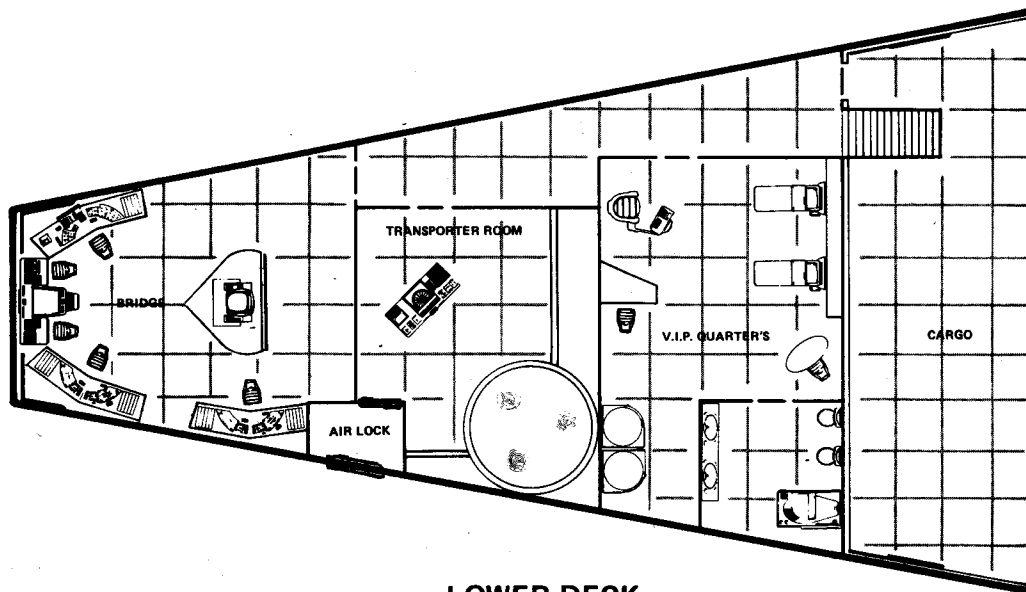 TRANSPORTER ROOM
BRIDGE
V.I.P. QUARTER'S
CARGO
AIR LOCK
LOWER DECK